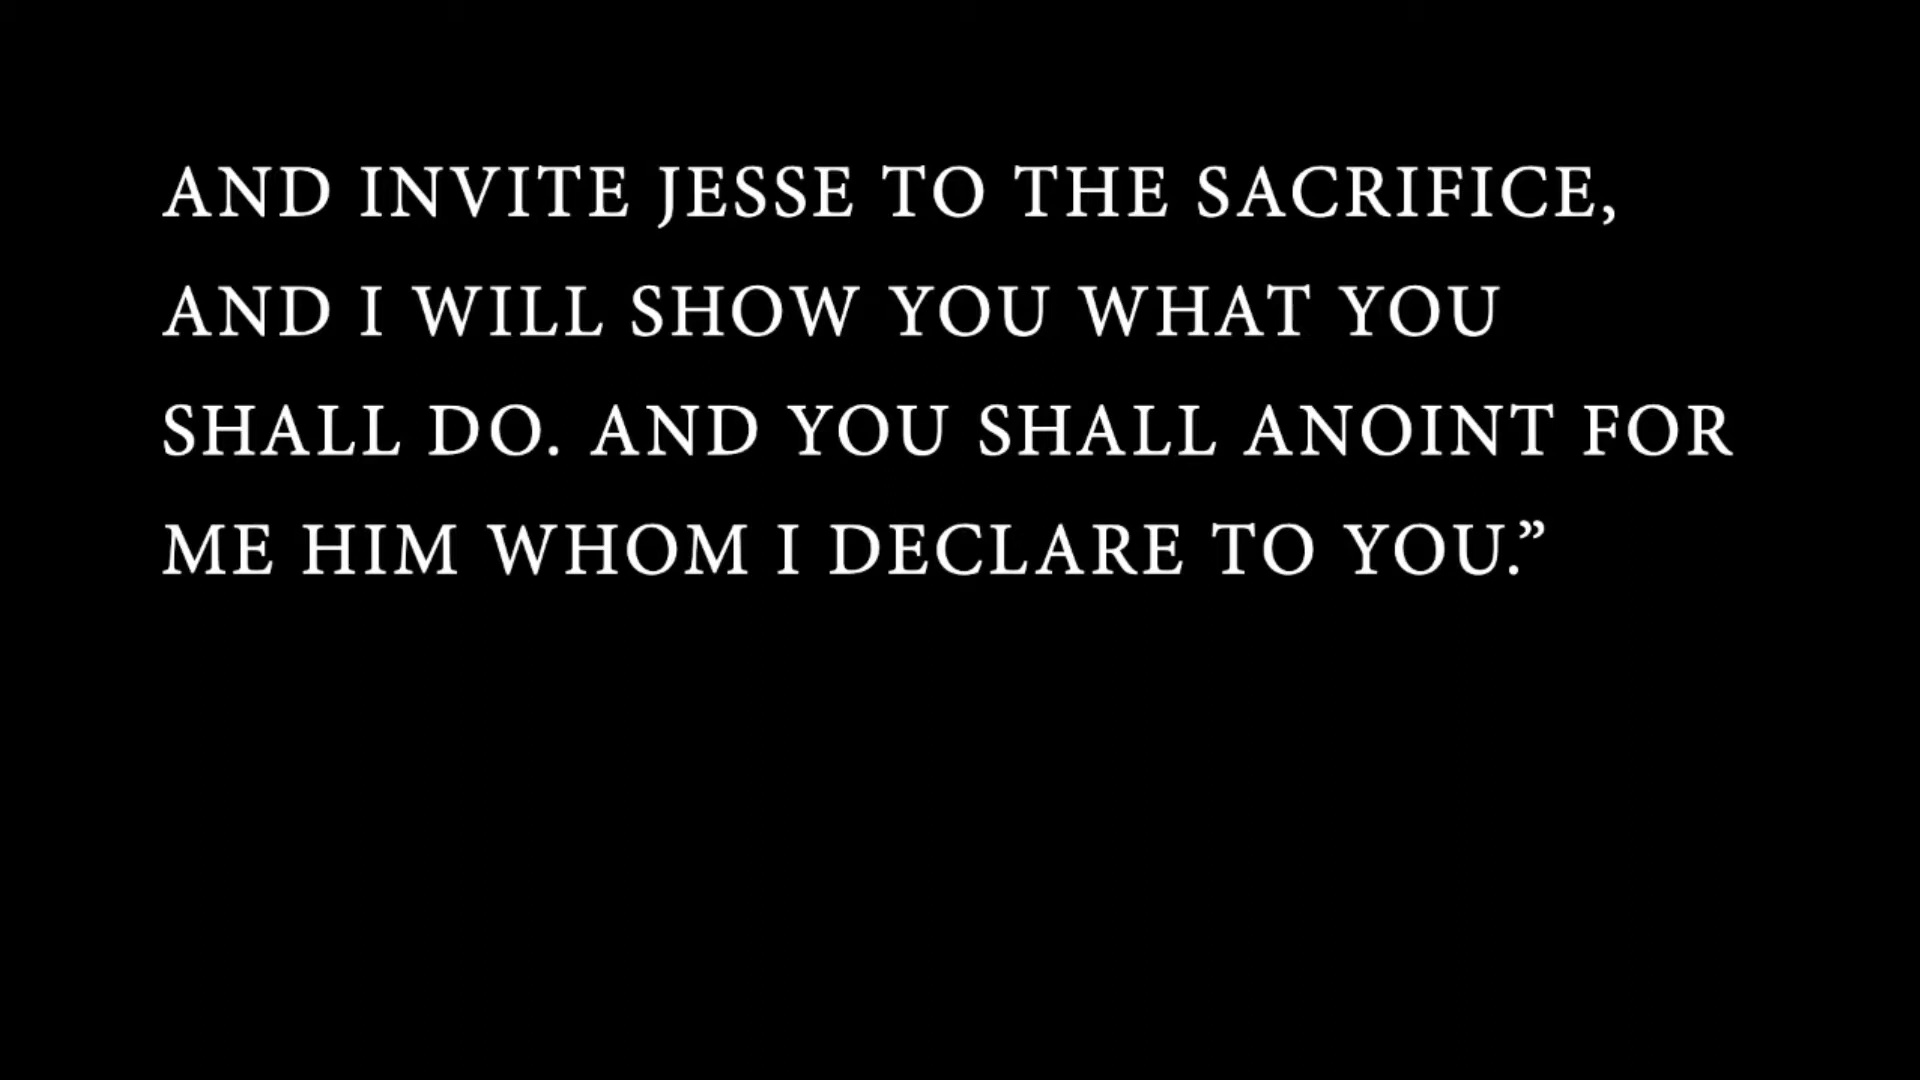 AND INVITE JESSE TO THE SACRIFICE,
AND I WILL SHOW YOU WHAT YOU
SHALL DO. AND YOU SHALL ANOINT FOR
ME HIM WHOM I DECLARE TO YOU.”